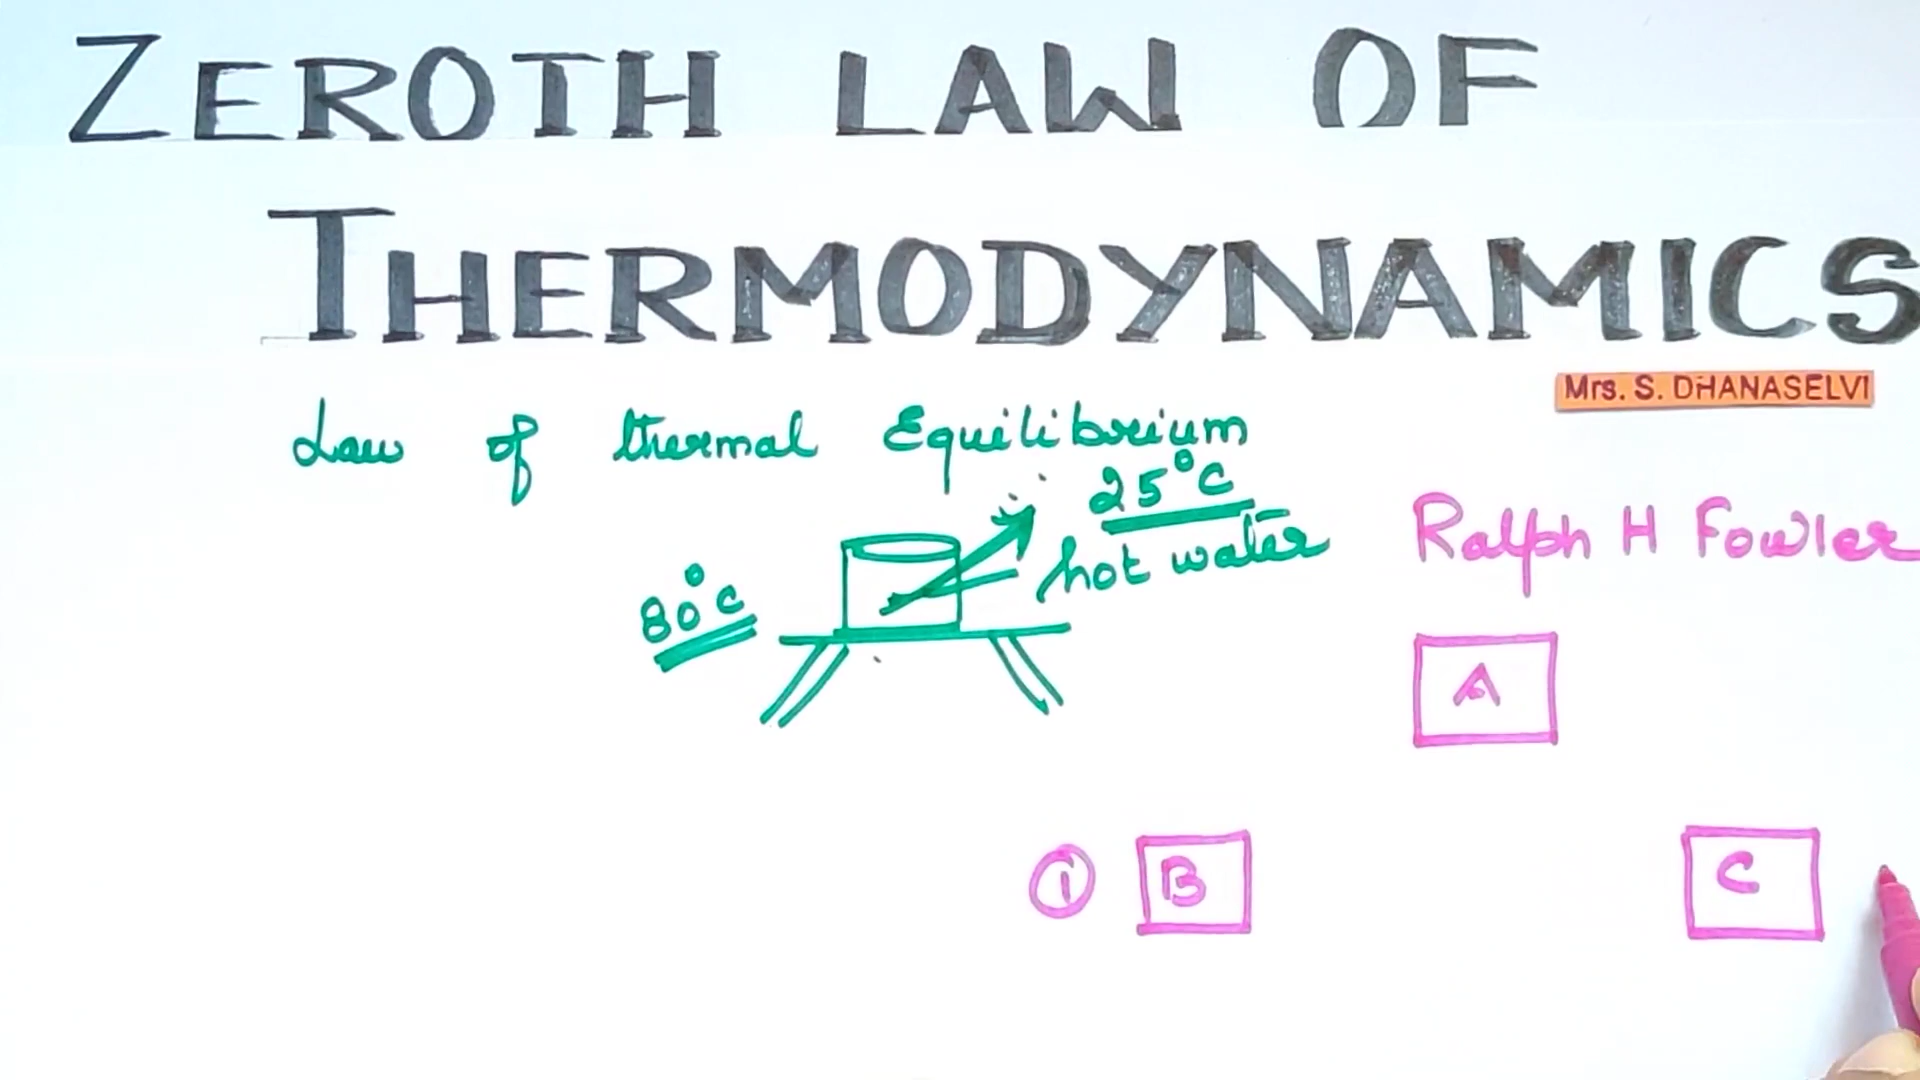 ZEROTH LAW OF
THERMODYNAMICS
Mrs. S. DHANASELVI
Law of thermal Equilibrium
25°C
hot water
80°C
Ralph H Fowler
A
① B
C